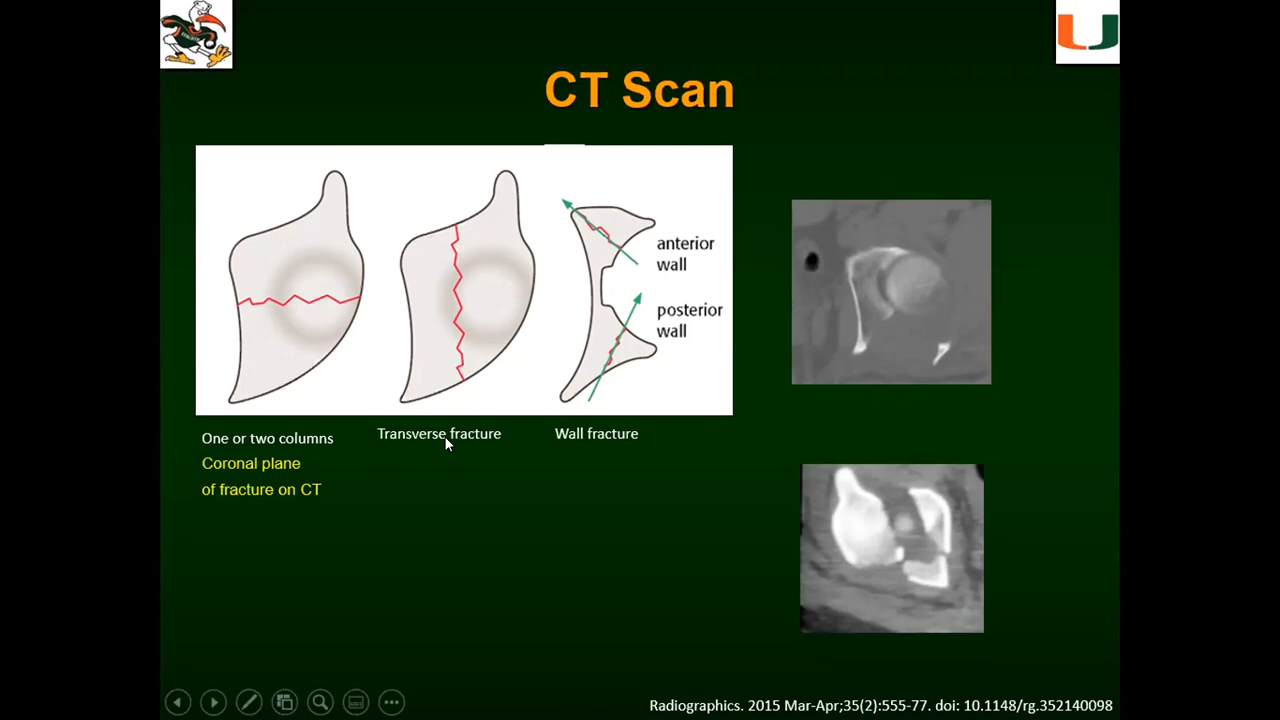 CT Scan
anterior
wall
posterior
wall
One or two columns
Coronal plane
of fracture on CT
Transverse fracture
Wall fracture
Radiographics. 2015 Mar-Apr;35(2):555-77. doi: 10.1148/rg.352140098